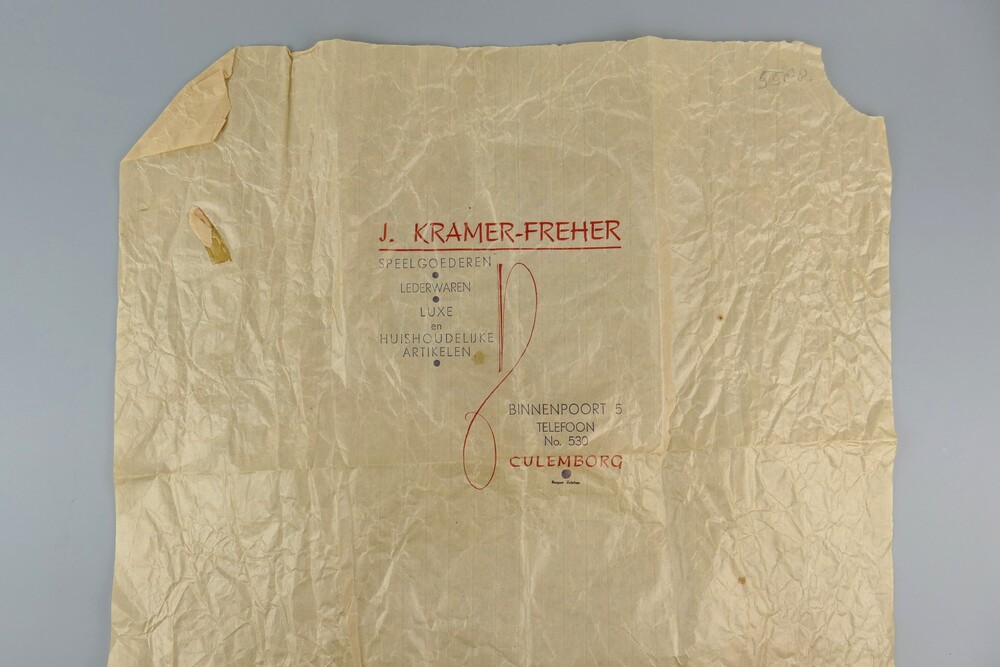 J. KRAMER-FREHER
SPEELGOEDEREN
LEDERWAREN
LUXE
en
HUISHOUDELIJKE
ARTIKELEN
BINNENPOORT 5
TELEFOON
No. 530
CULEMBORG